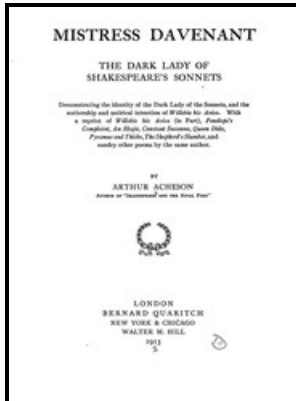 MISTRESS DAVENANT
THE DARK LADY OF
SHAKESPEARE'S SONNETS
Demonstrating the identity of the Dark Lady of the Sonnets, and the
authorship and satirical intention of Willobie his Avisa. With
a reprint of Willobie his Avisa (in Part), Penelope's
Complaint, An Elegie, Constant Susanna, Queen Dido,
Pyramus and Thisbe, The Shepherd's Slumber, and
sundry other poems by the same author.
BY
ARTHUR ACHESON
AUTHOR OF "SHAKESPEARE AND THE RIVAL POET"
LONDON
BERNARD QUARITCH
NEW YORK & CHICAGO
WALTER M. HILL
1913